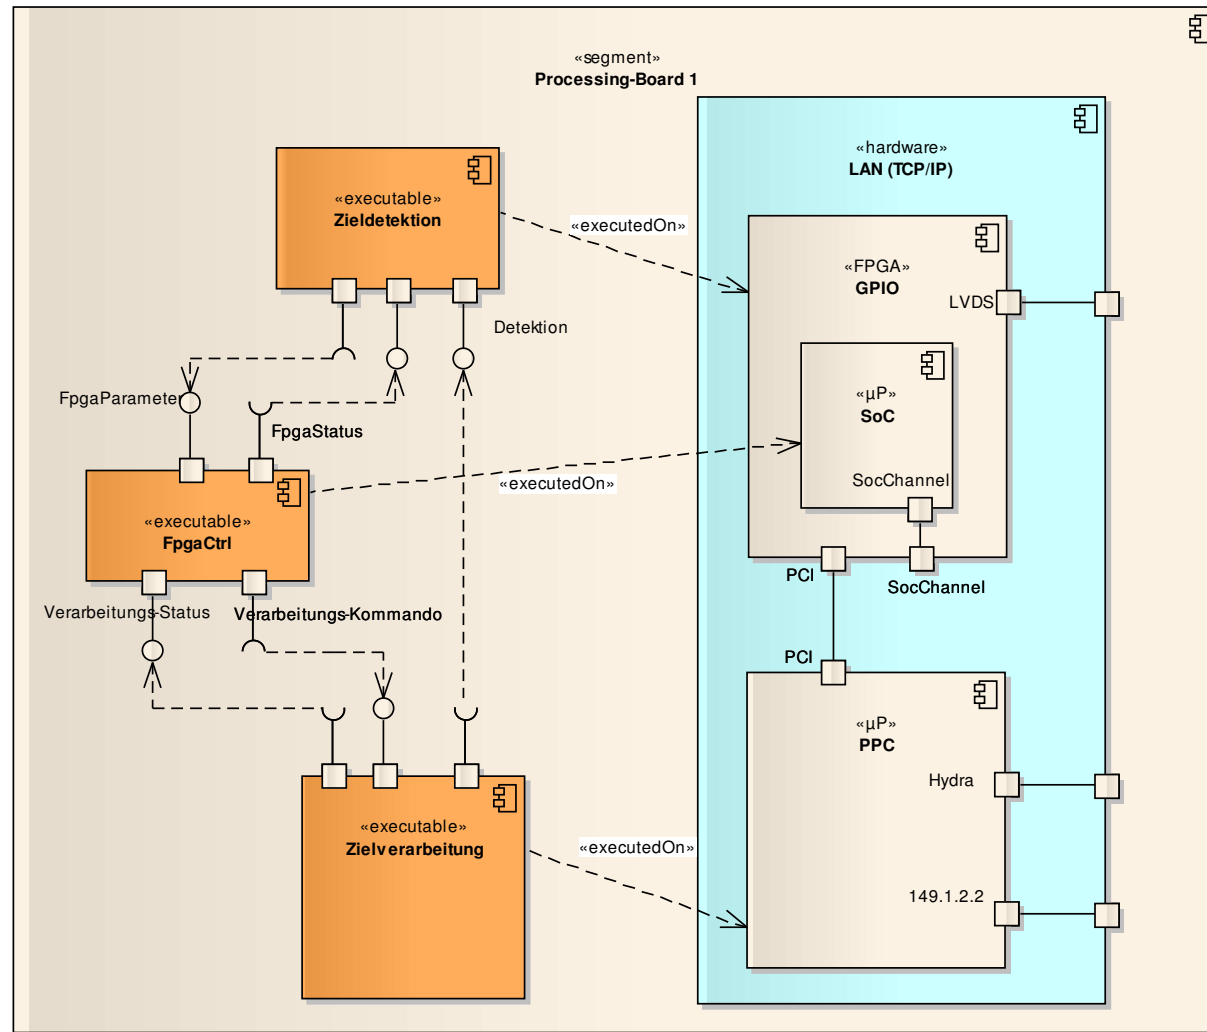 «segment»
Processing-Board 1
«hardware»
LAN (TCP/IP)
«executable»
Zieldetektion
«executedOn»
«FPGA»
GPIO
LVDS
Detektion
«µP»
SoC
FpgaParameter
FpgaStatus
SocChannel
«executedOn»
«executable»
FpgaCtrl
PCI
SocChannel
Verarbeitungs-Status
Verarbeitungs-Kommando
PCI
«µP»
PPC
Hydra
«executable»
Zielverarbeitung
«executedOn»
149.1.2.2